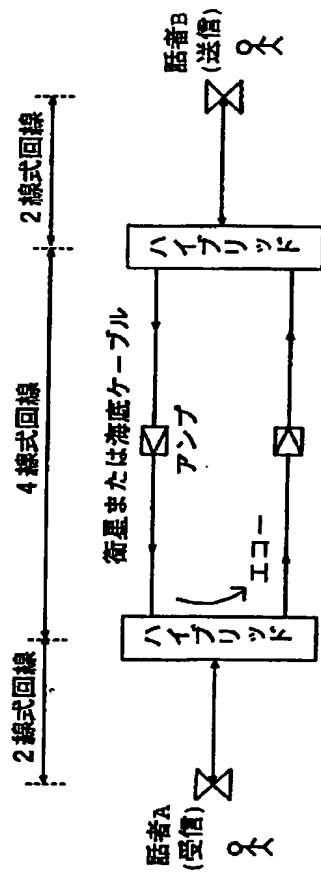 2線式回線
4線式回線
2線式回線
衛星または海底ケーブル
アンプ
話者A
(受信)
ハイブリッド
エコー
ハイブリッド
話者B
(送信)